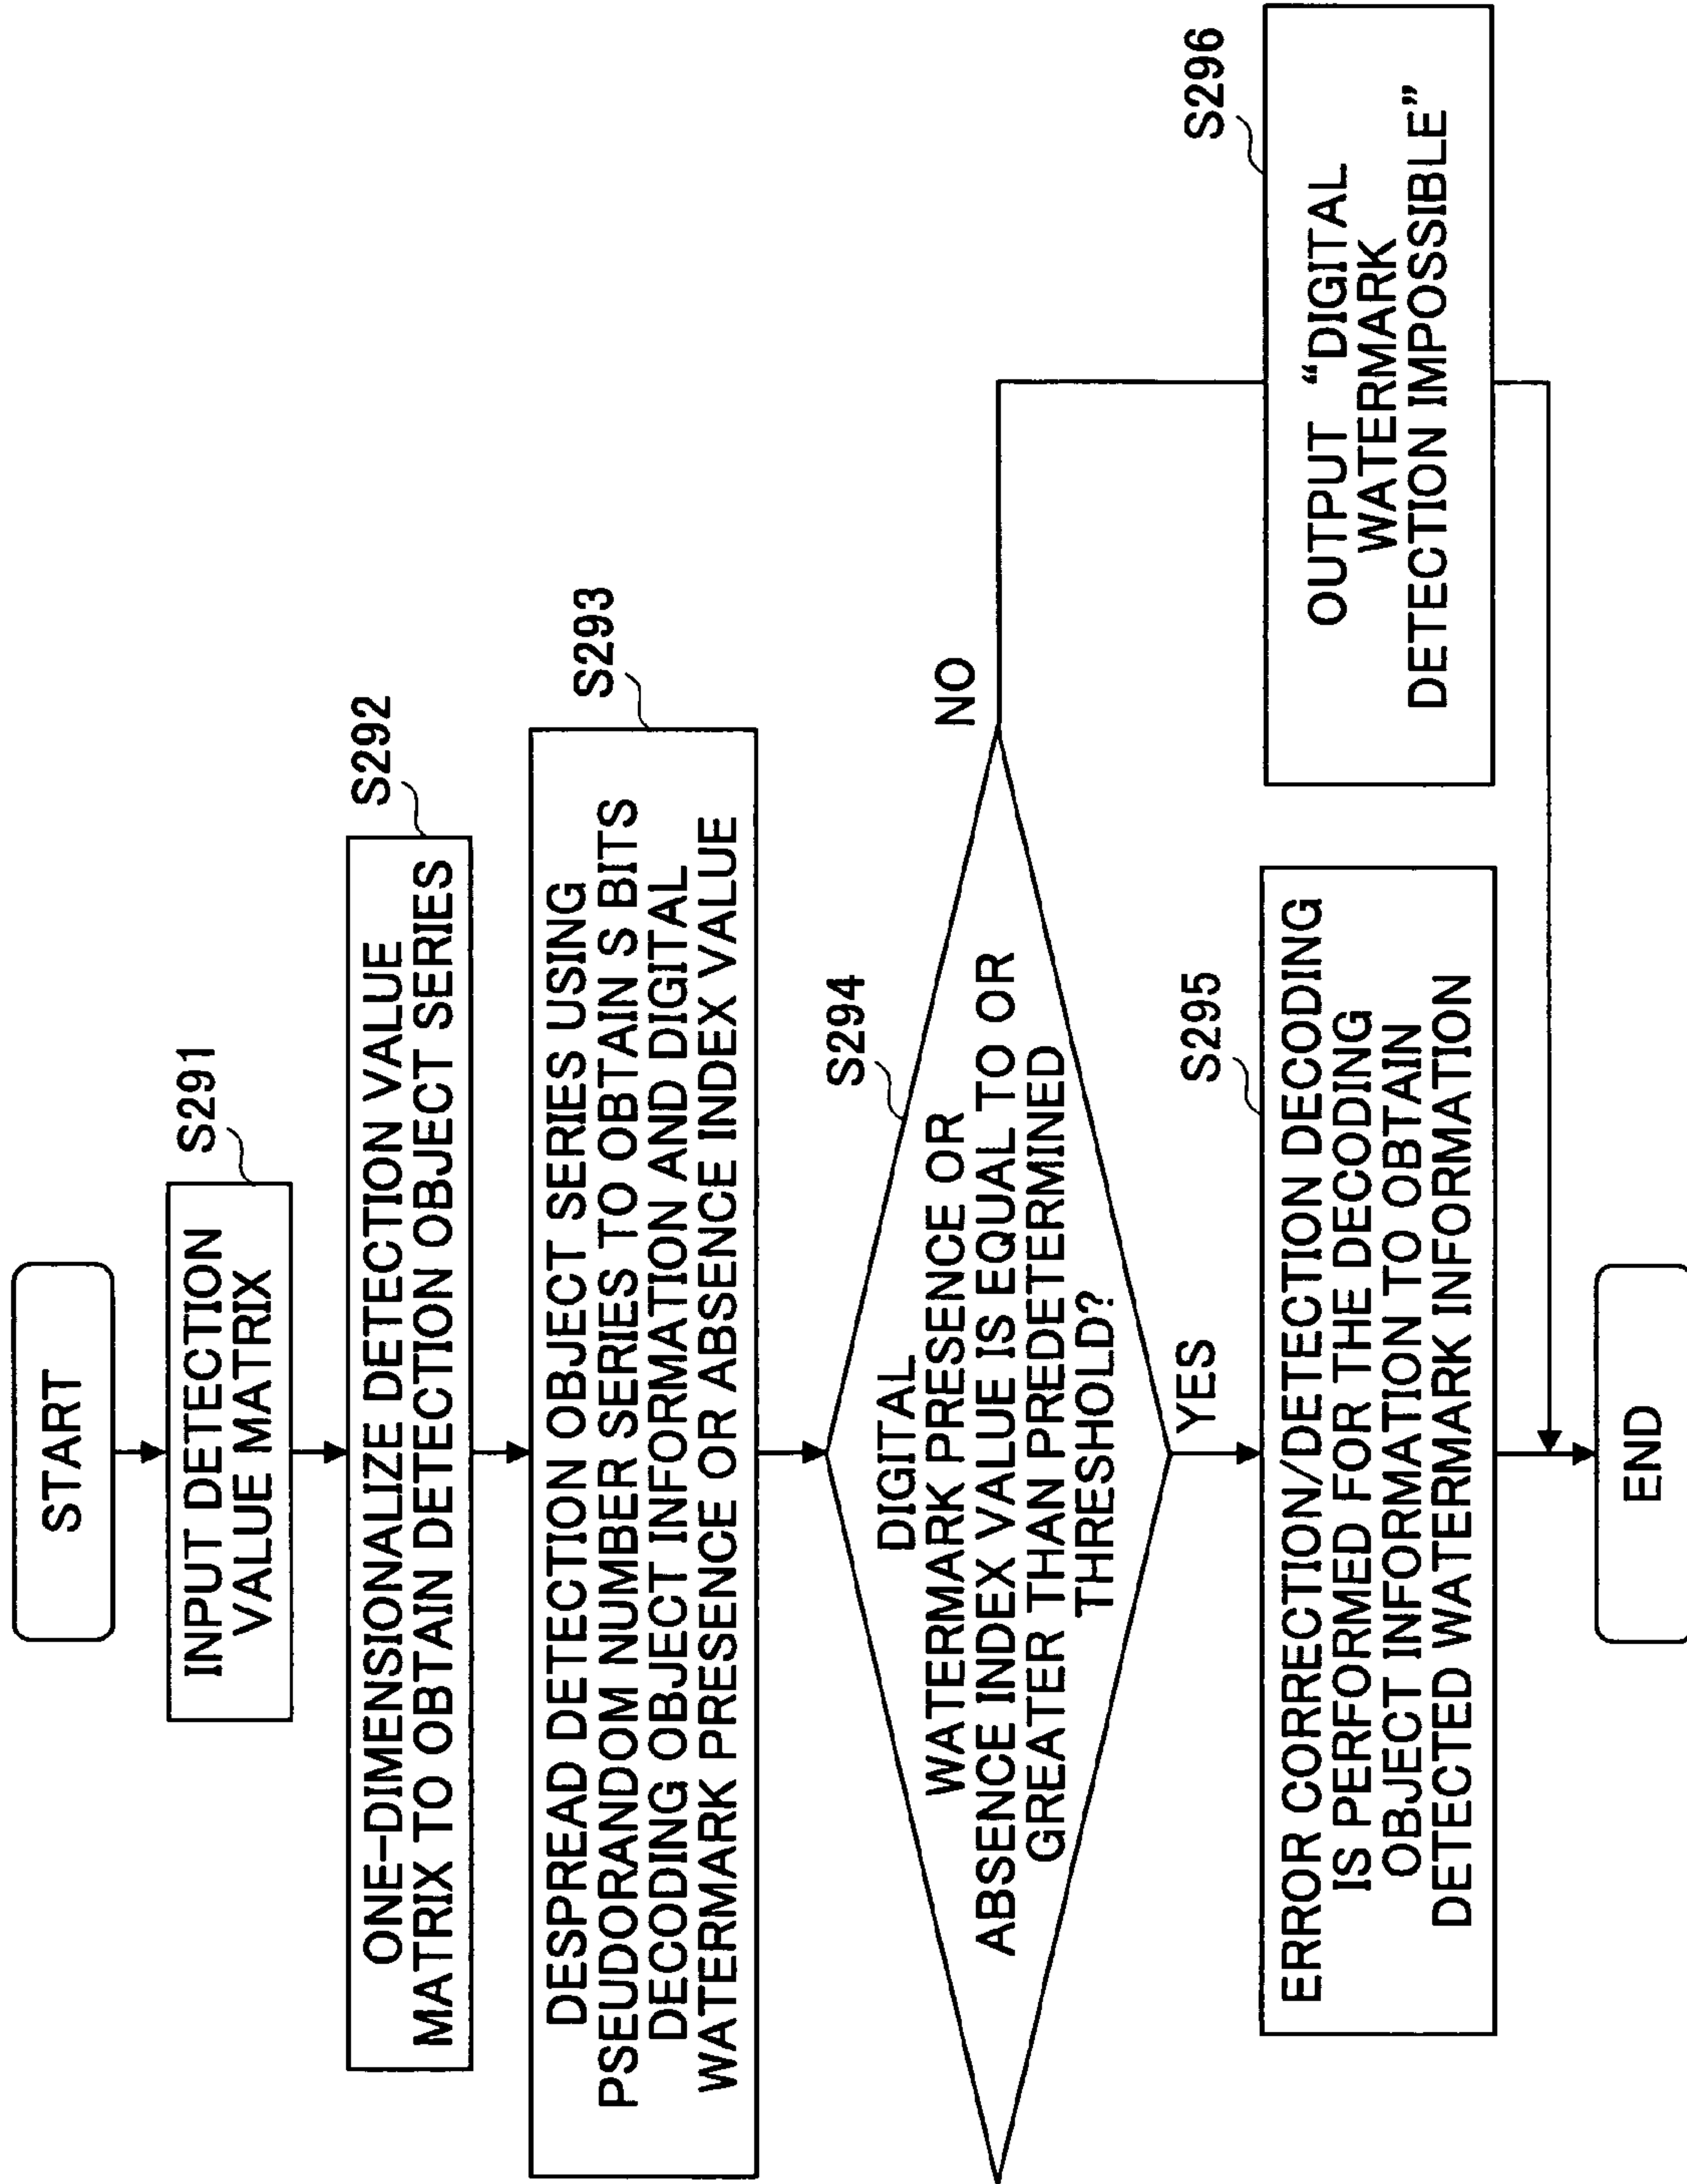 START
INPUT DETECTION
VALUE MATRIX
S291
ONE-DIMENSIONALIZE DETECTION VALUE
MATRIX TO OBTAIN DETECTION OBJECT SERIES
S292
DESPREAD DETECTION OBJECT SERIES USING
PSEUDORANDOM NUMBER SERIES TO OBTAIN S BITS
DECODING OBJECT INFORMATION AND DIGITAL
WATERMARK PRESENCE OR ABSENCE INDEX VALUE
S293
DIGITAL
WATERMARK PRESENCE OR
ABSENCE INDEX VALUE IS EQUAL TO OR
GREATER THAN PREDETERMINED
THRESHOLD?
S294
NO
YES
ERROR CORRECTION/DETECTION DECODING
IS PERFORMED FOR THE DECODING
OBJECT INFORMATION TO OBTAIN
DETECTED WATERMARK INFORMATION
S295
OUTPUT “DIGITAL
WATERMARK
DETECTION IMPOSSIBLE”
S296
END